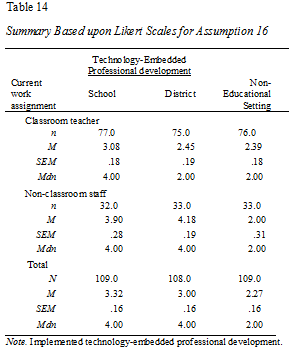 Table 14
Summary Based upon Likert Scales for Assumption 16
Technology-Embedded
Professional development
Current work assignment School District Non-Educational Setting
Classroom teacher
n 77.0 75.0 76.0
M 3.08 2.45 2.39
SEM .18 .19 .18
Mdn 4.00 2.00 2.00
Non-classroom staff
n 32.0 33.0 33.0
M 3.90 4.18 2.00
SEM .28 .19 .31
Mdn 4.00 4.00 2.00
Total
N 109.0 108.0 109.0
M 3.32 3.00 2.27
SEM .16 .16 .16
Mdn 4.00 4.00 2.00
Note. Implemented technology-embedded professional development.